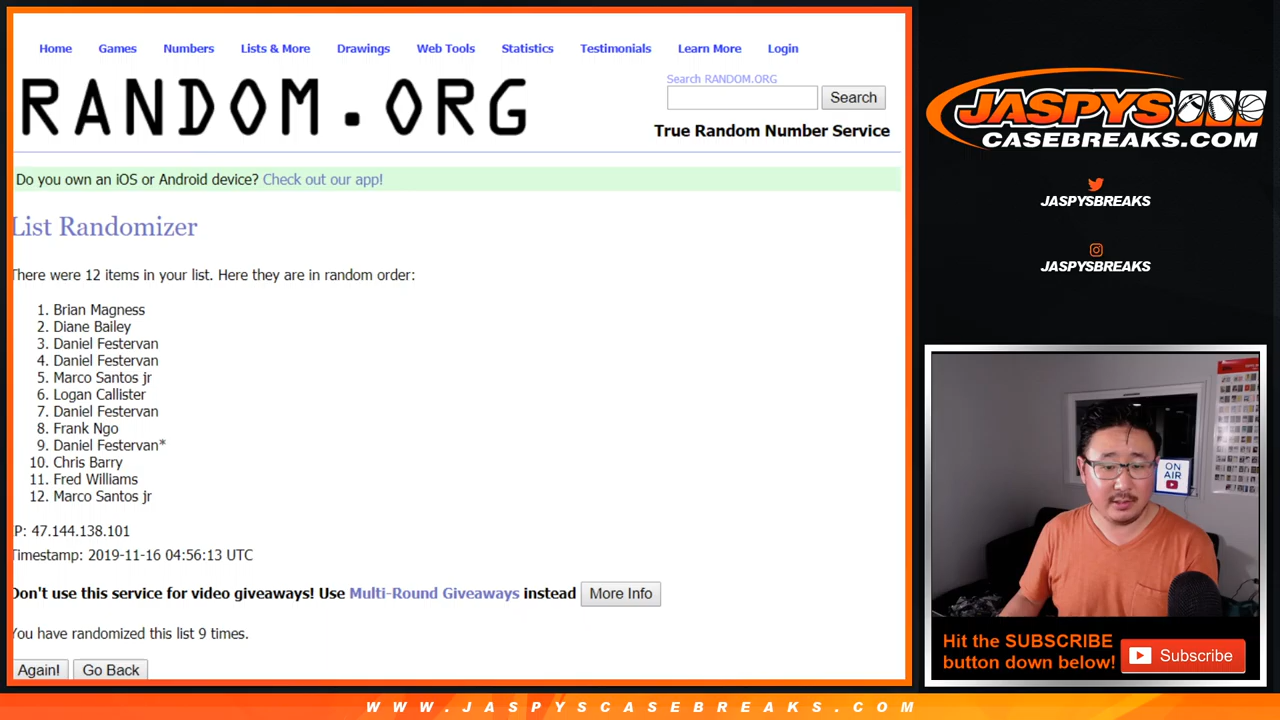 Home Games Numbers Lists & More Drawings Web Tools Statistics Testimonials Learn More Login
RANDOM.ORG
Search RANDOM.ORG
Search
True Random Number Service
Do you own an iOS or Android device? Check out our app!
List Randomizer
There were 12 items in your list. Here they are in random order:
1. Brian Magness
2. Diane Bailey
3. Daniel Festervan
4. Daniel Festervan
5. Marco Santos jr
6. Logan Callister
7. Daniel Festervan
8. Frank Ngo
9. Daniel Festervan*
10. Chris Barry
11. Fred Williams
12. Marco Santos jr
IP: 47.144.138.101
Timestamp: 2019-11-16 04:56:13 UTC
Don't use this service for video giveaways! Use Multi-Round Giveaways instead More Info
You have randomized this list 9 times.
Again! Go Back
JASPYS
CASEBREAKS.COM
JASPYSBREAKS
JASPYSBREAKS
ON
AIR
Hit the SUBSCRIBE
button down below!
Subscribe
WWW.JASPYSCASEBREAKS.COM